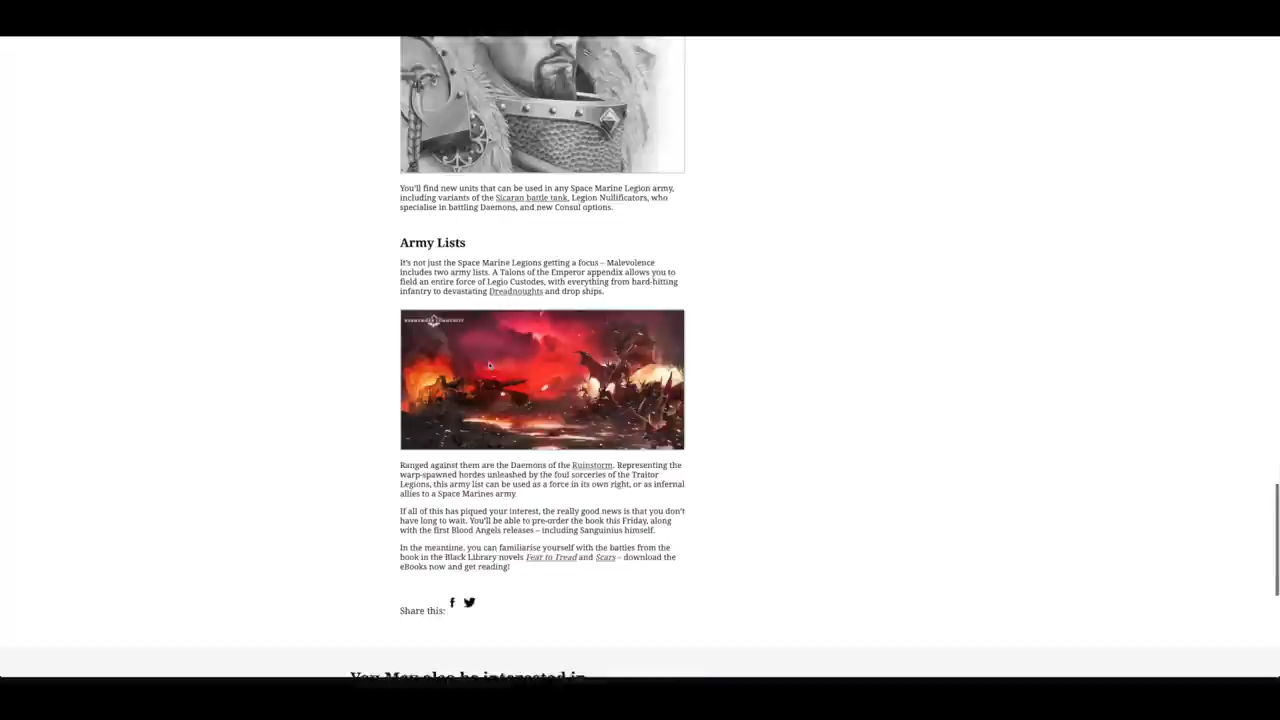 You'll find new units that can be used in any Space Marine Legion army,
including variants of the Sicaran battle tank, Legion Nullificators, who
specialise in battling Daemons, and new Consul options.
Army Lists
It's not just the Space Marine Legions getting a focus – Malevolence
includes two army lists. A Talons of the Emperor appendix allows you to
field an entire force of Legio Custodes, with everything from hard-hitting
infantry to devastating Dreadnoughts and drop ships.
WARHAMMER COMMUNITY
Ranged against them are the Daemons of the Ruinstorm. Representing the
warp-spawned hordes unleashed by the foul sorceries of the Traitor
Legions, this army list can be used as a force in its own right, or as infernal
allies to a Space Marines army.
If all of this has piqued your interest, the really good news is that you don't
have long to wait. You'll be able to pre-order the book this Friday, along
with the first Blood Angels releases – including Sanguinius himself.
In the meantime, you can familiarise yourself with the battles from the
book in the Black Library novels Fear to Tread and Scars – download the
eBooks now and get reading!
Share this:
You May also be interested in